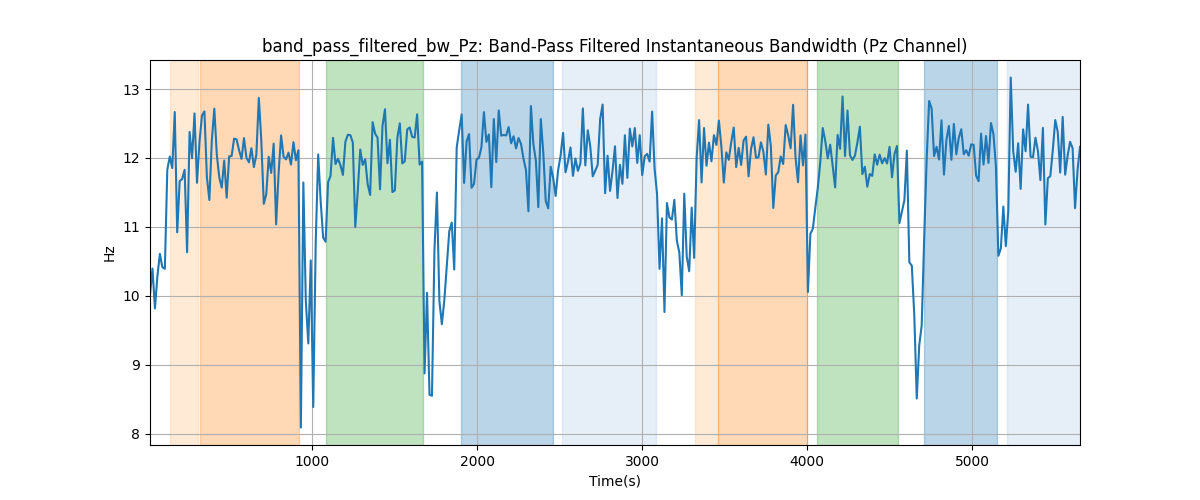 band_pass_filtered_bw_Pz: Band-Pass Filtered Instantaneous Bandwidth (Pz Channel)
13
12
11
10
9
8
Hz
1000 2000 3000 4000 5000
Time(s)